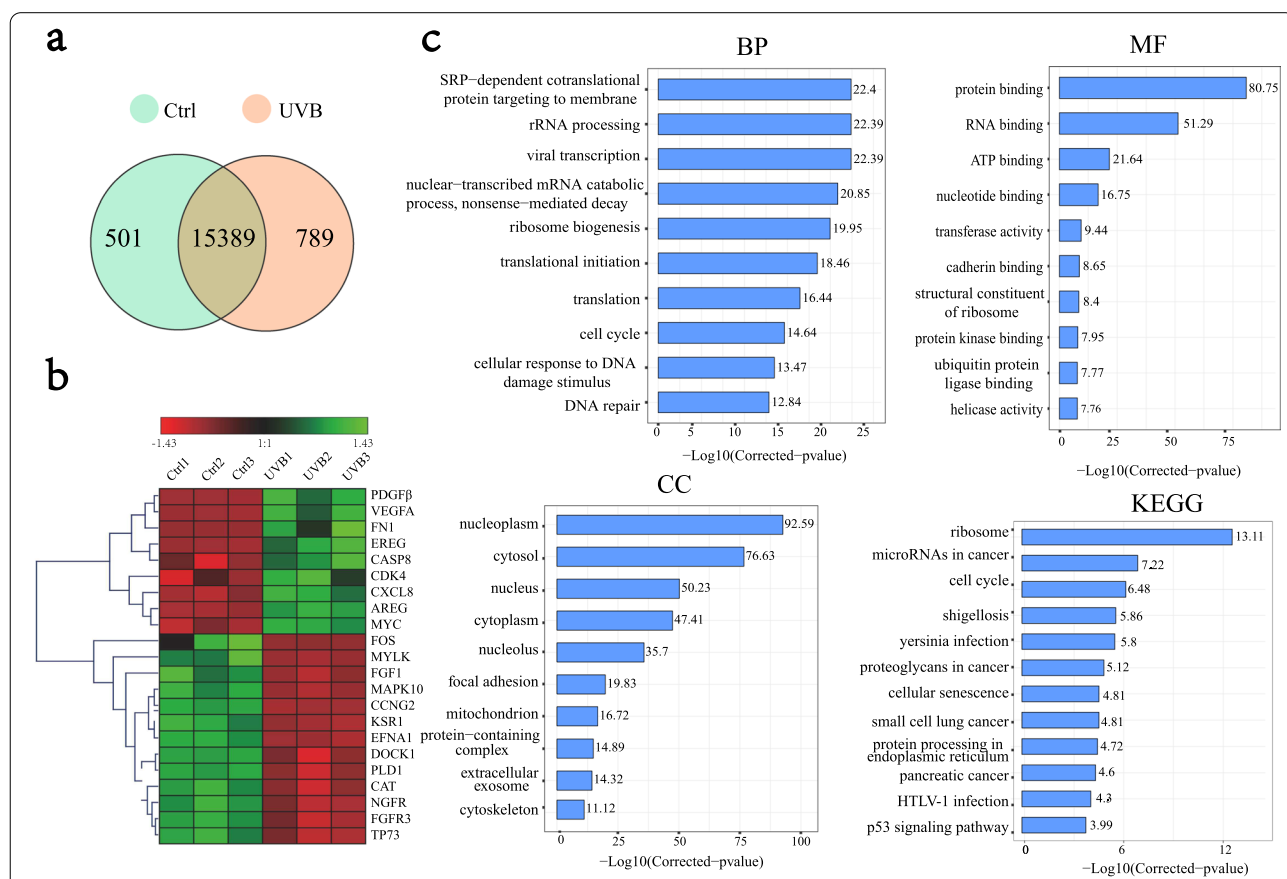 a
Ctrl
UVB
501
15389
789
b
-1.43
1:1
1.43
Ctrl1
Ctrl2
Ctrl3
UVB1
UVB2
UVB3
PDGFβ
VEGFA
FN1
EREG
CASP8
CDK4
CXCL8
AREG
MYC
FOS
MYLK
FGF1
MAPK10
CCNG2
KSR1
EFNA1
DOCK1
PLD1
CAT
NGFR
FGFR3
TP73
c
BP
SRP−dependent cotranslational
protein targeting to membrane
22.4
rRNA processing
22.39
viral transcription
22.39
nuclear−transcribed mRNA catabolic
process, nonsense−mediated decay
20.85
ribosome biogenesis
19.95
translational initiation
18.46
translation
16.44
cell cycle
14.64
cellular response to DNA
damage stimulus
13.47
DNA repair
12.84
0
5
10
15
20
25
−Log10(Corrected−pvalue)
MF
protein binding
80.75
RNA binding
51.29
ATP binding
21.64
nucleotide binding
16.75
transferase activity
9.44
cadherin binding
8.65
structural constituent
of ribosome
8.4
protein kinase binding
7.95
ubiquitin protein
ligase binding
7.77
helicase activity
7.76
0
25
50
75
−Log10(Corrected−pvalue)
CC
nucleoplasm
92.59
cytosol
76.63
nucleus
50.23
cytoplasm
47.41
nucleolus
35.7
focal adhesion
19.83
mitochondrion
16.72
protein−containing
complex
14.89
extracellular
exosome
14.32
cytoskeleton
11.12
0
25
50
75
100
−Log10(Corrected−pvalue)
KEGG
ribosome
13.11
microRNAs in cancer
7.22
cell cycle
6.48
shigellosis
5.86
yersinia infection
5.8
proteoglycans in cancer
5.12
cellular senescence
4.81
small cell lung cancer
4.81
protein processing in
endoplasmic reticulum
4.72
pancreatic cancer
4.6
HTLV-1 infection
4.3
p53 signaling pathway
3.99
0
6
12
−Log10(Corrected−pvalue)